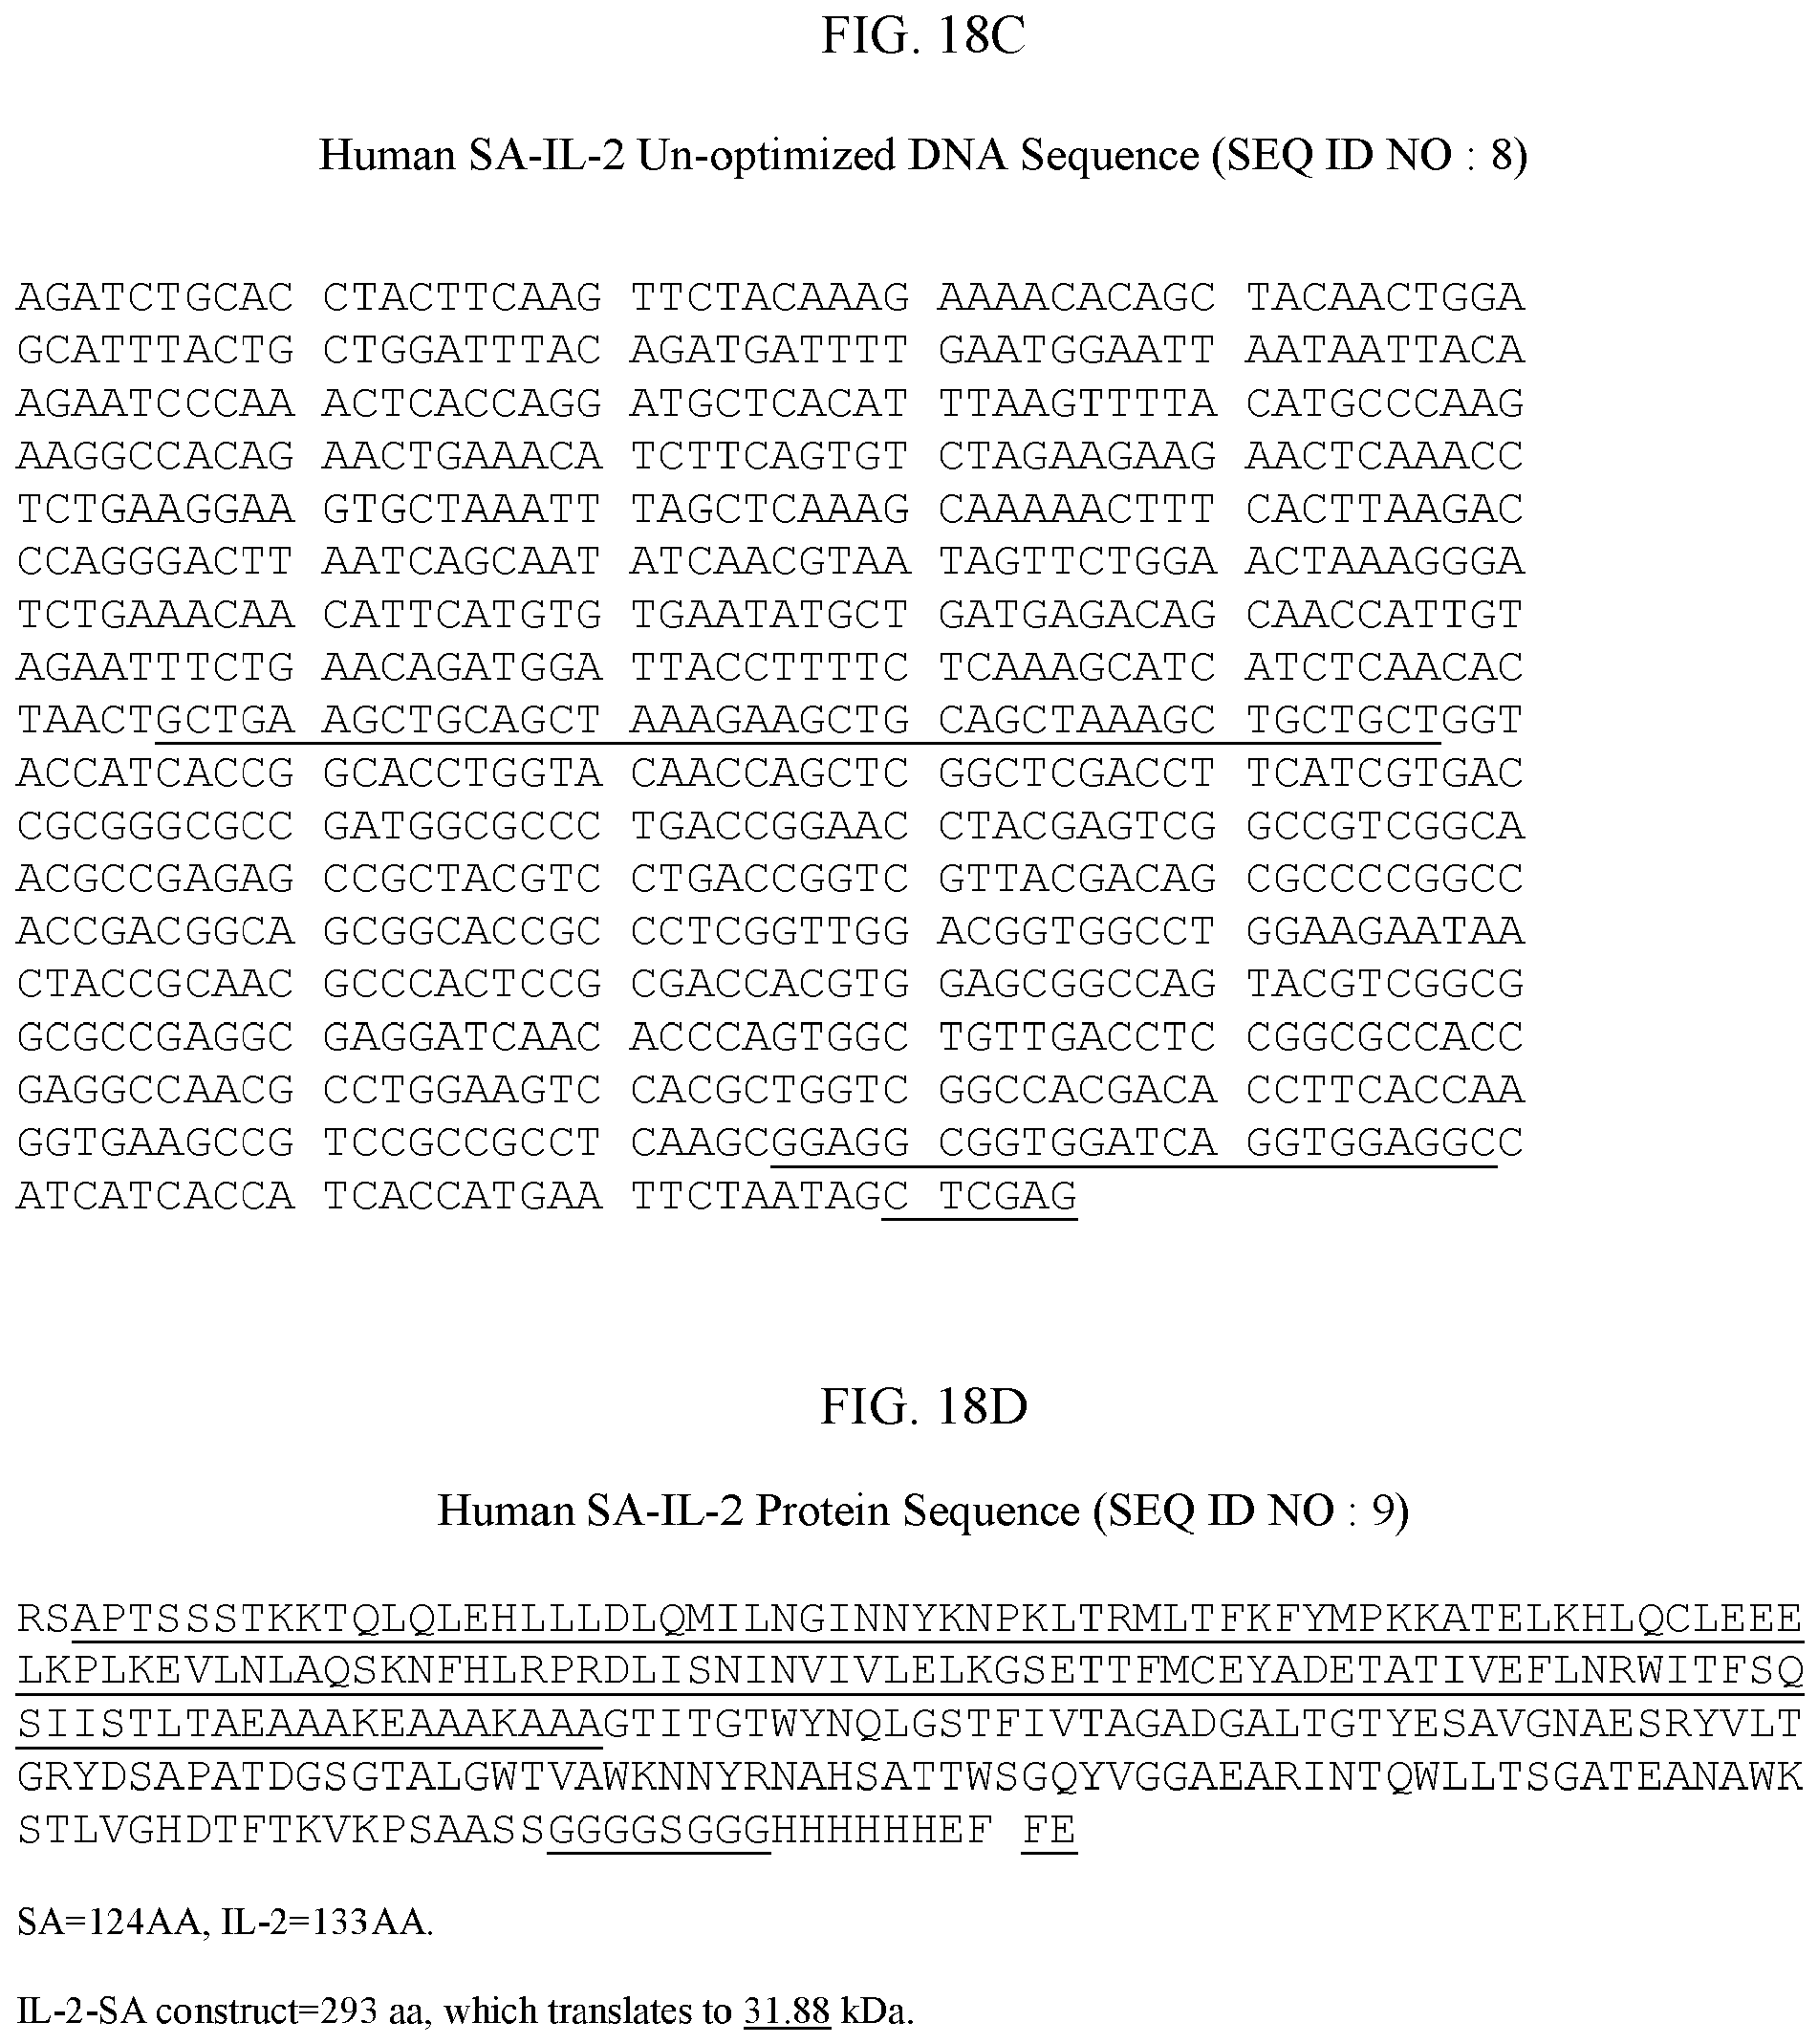 FIG. 18C
Human SA-IL-2 Un-optimized DNA Sequence (SEQ ID NO : 8)
AGATCTGCAC CTACTTCAAG TTCTACAAAG AAAACACAGC TACAACTGGA
GCATTTACTG CTGGATTTAC AGATGATTTT GAATGGAATT AATAATTACA
AGAATCCCAA ACTCACCAGG ATGCTCACAT TTAAGTTTTA CATGCCCAAG
AAGGCCACAG AACTGAAACA TCTTCAGTGT CTAGAAGAAG AACTCAAACC
TCTGAAGGAA GTGCTAAATT TAGCTCAAAG CAAAAACTTT CACTTAAGAC
CCAGGGACTT AATCAGCAAT ATCAACGTAA TAGTTCTGGA ACTAAAGGGA
TCTGAAACAA CATTCATGTG TGAATATGCT GATGAGACAG CAACCATTGT
AGAATTTCTG AACAGATGGA TTACCTTTTC TCAAAGCATC ATCTCAACAC
TAACTGCTGA AGCTGCAGCT AAAGAAGCTG CAGCTAAAGC TGCTGCTGGT
ACCATCACCG GCACCTGGTA CAACCAGCTC GGCTCGACCT TCATCGTGAC
CGCGGGCGCC GATGGCGCCC TGACCGGAAC CTACGAGTCG GCCGTCGGCA
ACGCCGAGAG CCGCTACGTC CTGACCGGTC GTTACGACAG CGCCCCGGCC
ACCGACGGCA GCGGCACCGC CCTCGGTTGG ACGGTGGCCT GGAAGAATAA
CTACCGCAAC GCCCACTCCG CGACCACGTG GAGCGGCCAG TACGTCGGCG
GCGCCGAGGC GAGGATCAAC ACCCAGTGGC TGTTGACCTC CGGCGCCACC
GAGGCCAACG CCTGGAAGTC CACGCTGGTC GGCCACGACA CCTTCACCAA
GGTGAAGCCG TCCGCCGCCT CAAGCGGAGG CGGTGGATCA GGTGGAGGCC
ATCATCACCA TCACCATGAA TTCTAATAGC TCGAG
FIG. 18D
Human SA-IL-2 Protein Sequence (SEQ ID NO : 9)
RSAPTSSSTKKTQLQLEHLLLDLQMILNGINNYKNPKLTRMLTFKFYMPKKATELKHLQCLEEE
LKPLKEVLNLAQSKNFHLRPRDLISNINVIVLELKGSETTFMCEYADETATIVEFLNRWITFSQ
SIISTLTAEAAAKEAAAKAAAGTITGTWYNQLGSTFIVTAGADGALTGTYESAVGNAESRYVLT
GRYDSAPATDGSGTALGWTVAWKNNYRNAHSATTWSGQYVGGAEARINTQWLLTSGATEANAWK
STLVGHDTFTKVKPSAASSGGGGSGGGHHHHHHEF FE
SA=124AA, IL-2=133AA.
IL-2-SA construct=293 aa, which translates to 31.88 kDa.